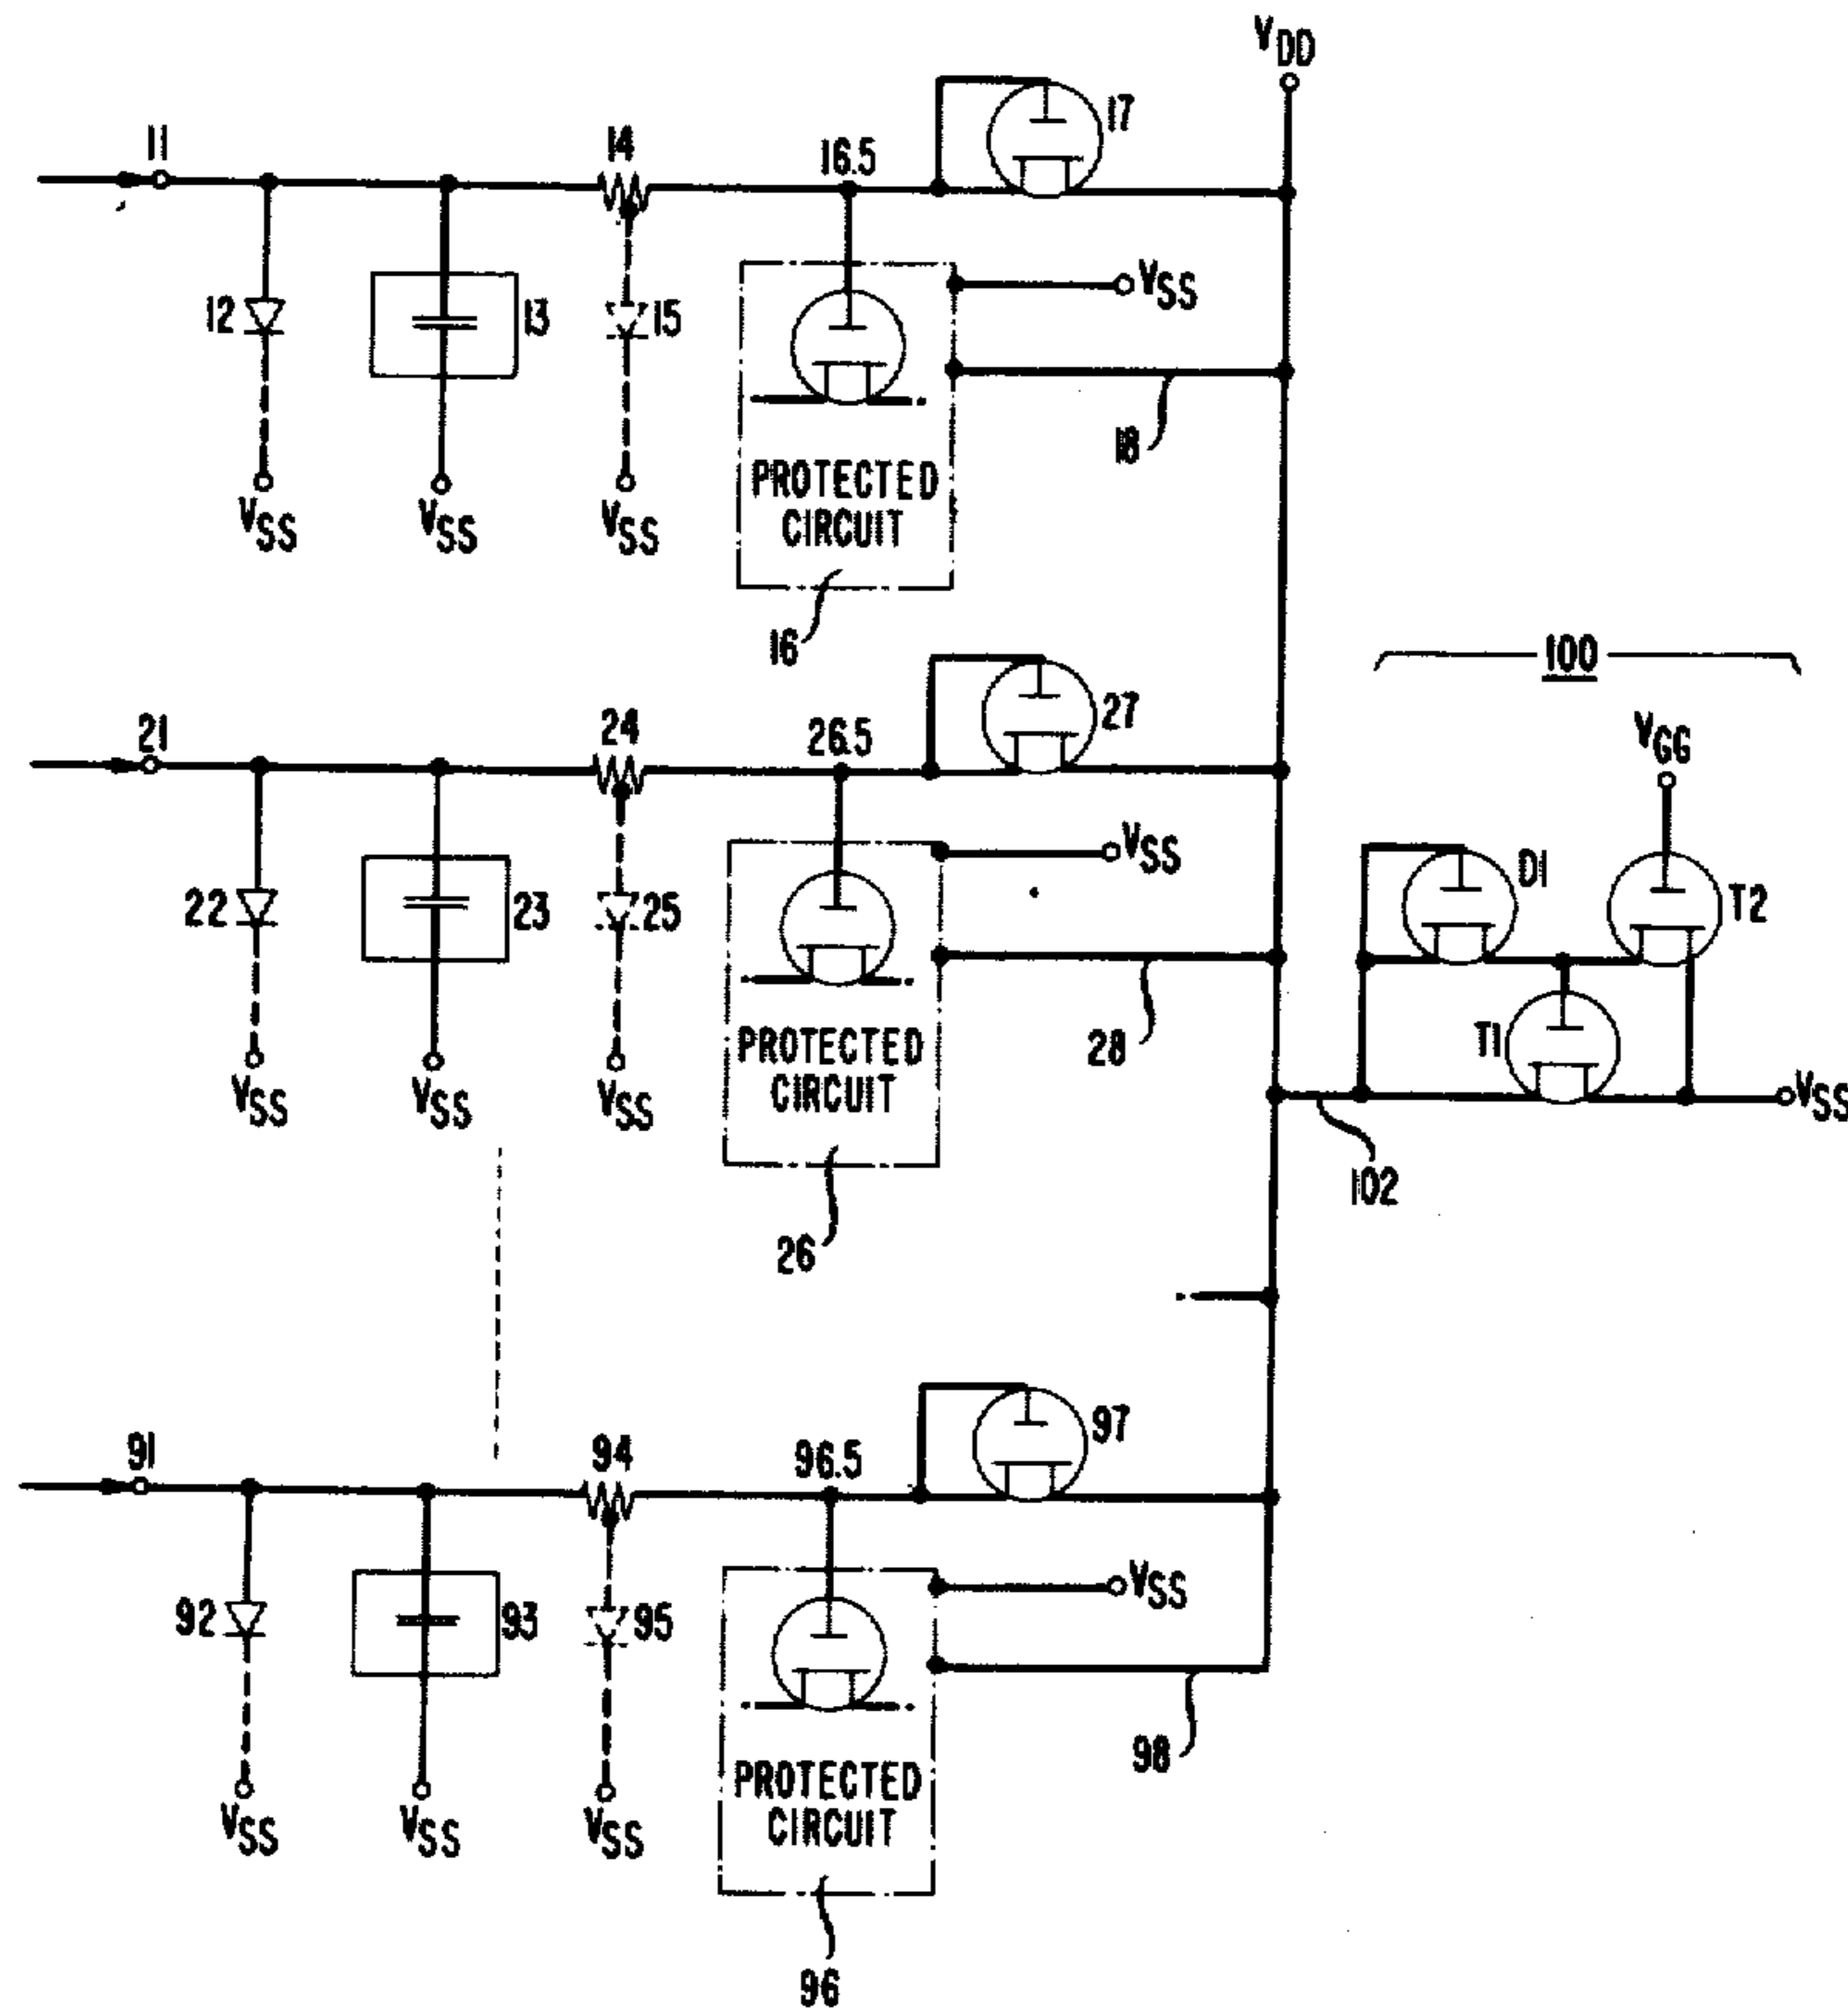 V_DD
11
14
16.5
17
12
13
15
V_SS
V_SS
V_SS
V_SS
18
PROTECTED
CIRCUIT
16
100
21
24
26.5
27
V_GG
22
23
25
V_SS
D1
T2
V_SS
V_SS
V_SS
28
T1
V_SS
PROTECTED
CIRCUIT
102
26
91
94
96.5
97
92
93
95
V_SS
V_SS
V_SS
V_SS
98
PROTECTED
CIRCUIT
96